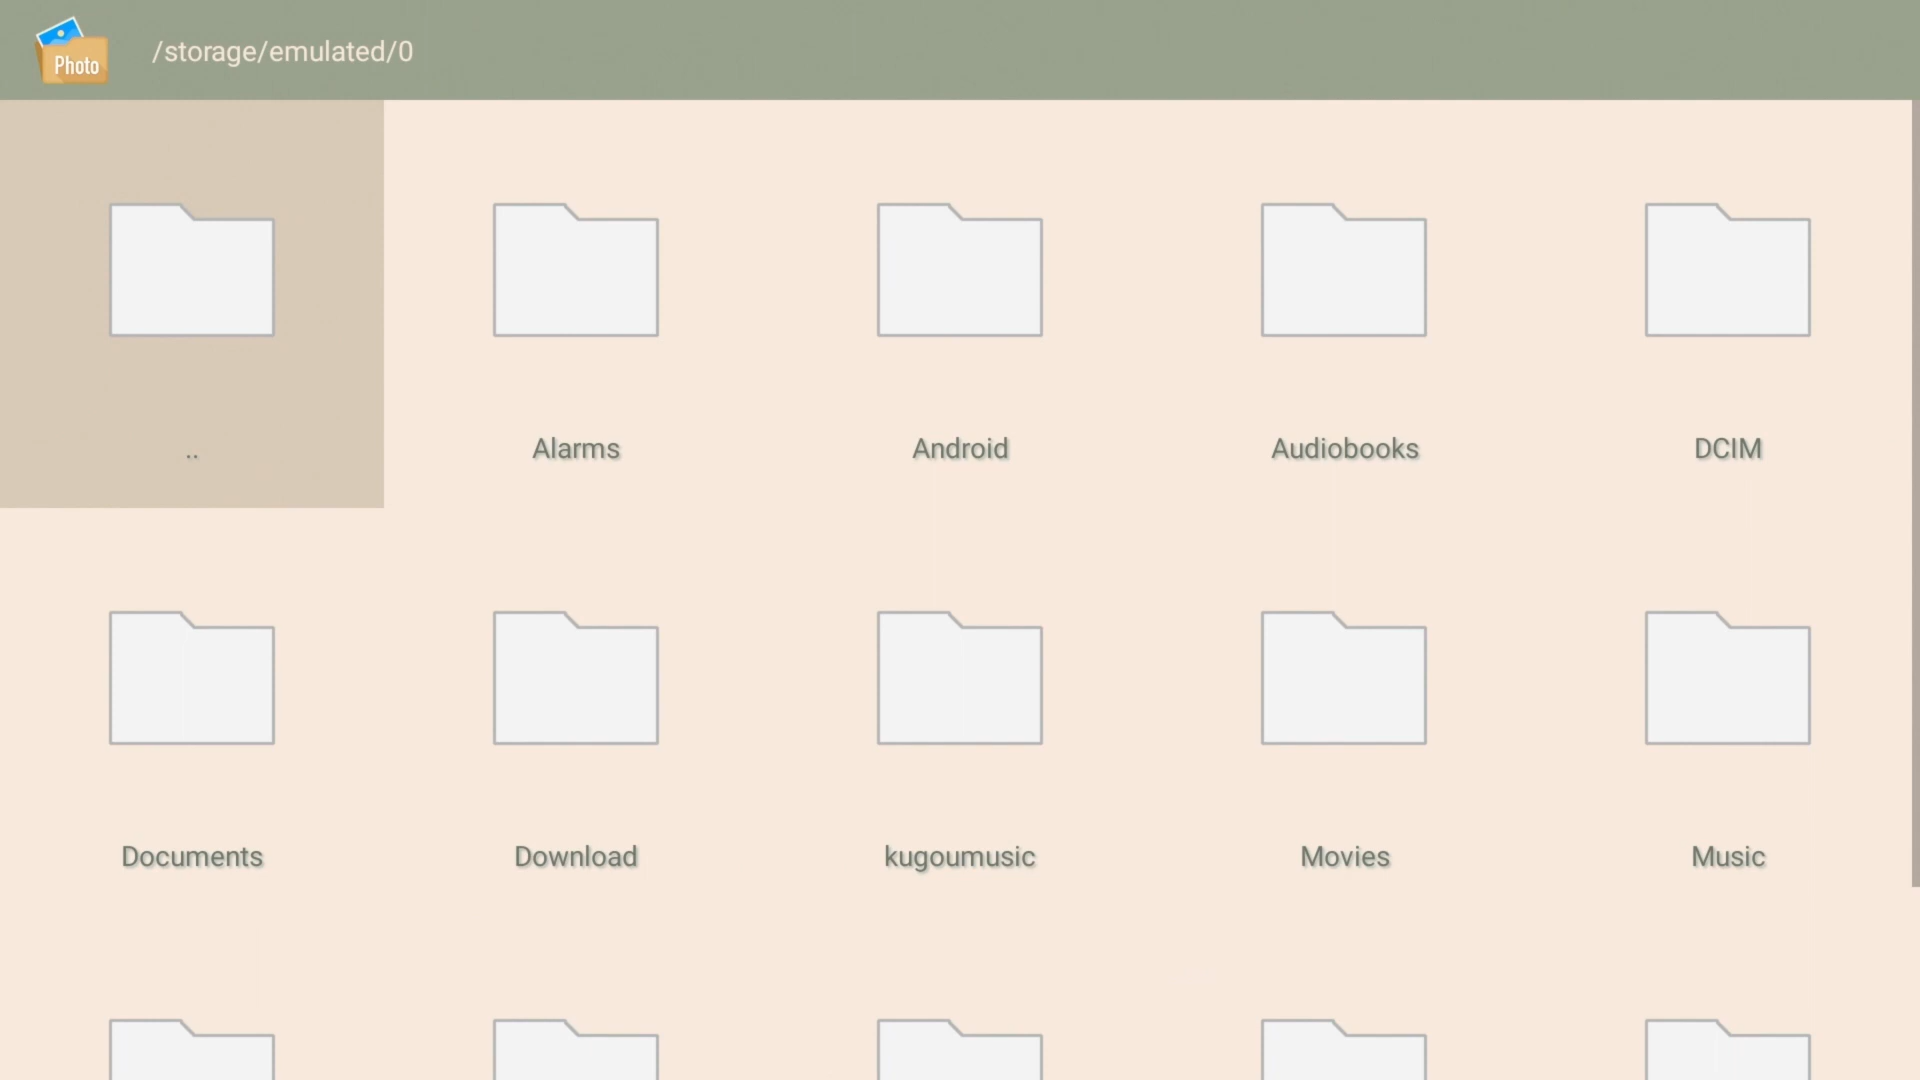 Photo
/storage/emulated/0
..
Alarms
Android
Audiobooks
DCIM
Documents
Download
kugoumusic
Movies
Music